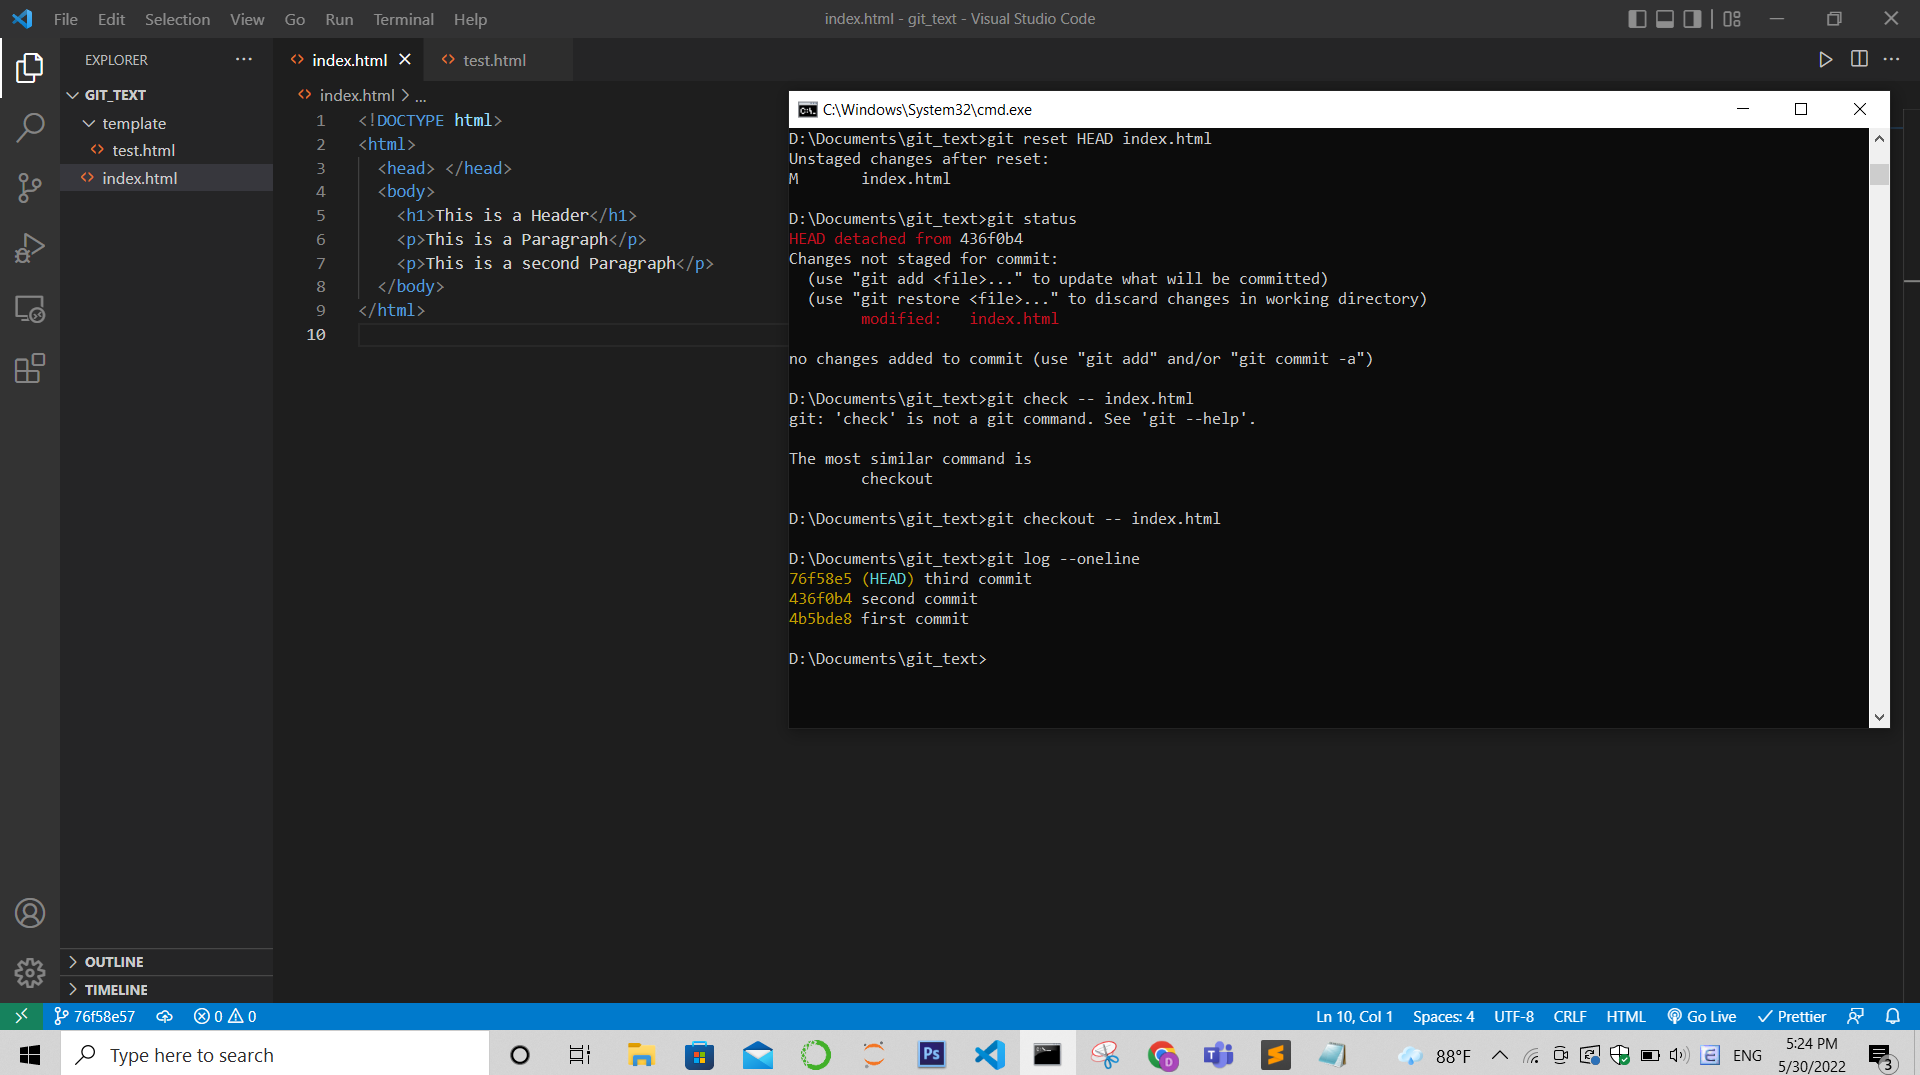 File Edit Selection View Go Run Terminal Help
index.html - git_text - Visual Studio Code
EXPLORER
GIT_TEXT
template
test.html
index.html
OUTLINE
TIMELINE
index.html
test.html
index.html > ...
1 <!DOCTYPE html>
2 <html>
3 <head> </head>
4 <body>
5 <h1>This is a Header</h1>
6 <p>This is a Paragraph</p>
7 <p>This is a second Paragraph</p>
8 </body>
9 </html>
10
C:\Windows\System32\cmd.exe
D:\Documents\git_text>git reset HEAD index.html
Unstaged changes after reset:
M       index.html
D:\Documents\git_text>git status
HEAD detached from 436f0b4
Changes not staged for commit:
  (use "git add <file>..." to update what will be committed)
  (use "git restore <file>..." to discard changes in working directory)
        modified:   index.html
no changes added to commit (use "git add" and/or "git commit -a")
D:\Documents\git_text>git check -- index.html
git: 'check' is not a git command. See 'git --help'.
The most similar command is
        checkout
D:\Documents\git_text>git checkout -- index.html
D:\Documents\git_text>git log --oneline
76f58e5 (HEAD) third commit
436f0b4 second commit
4b5bde8 first commit
D:\Documents\git_text>
76f58e57 0 0
Ln 10, Col 1 Spaces: 4 UTF-8 CRLF HTML Go Live Prettier
Type here to search
Ps
D
88°F
ENG
5:24 PM
5/30/2022
3